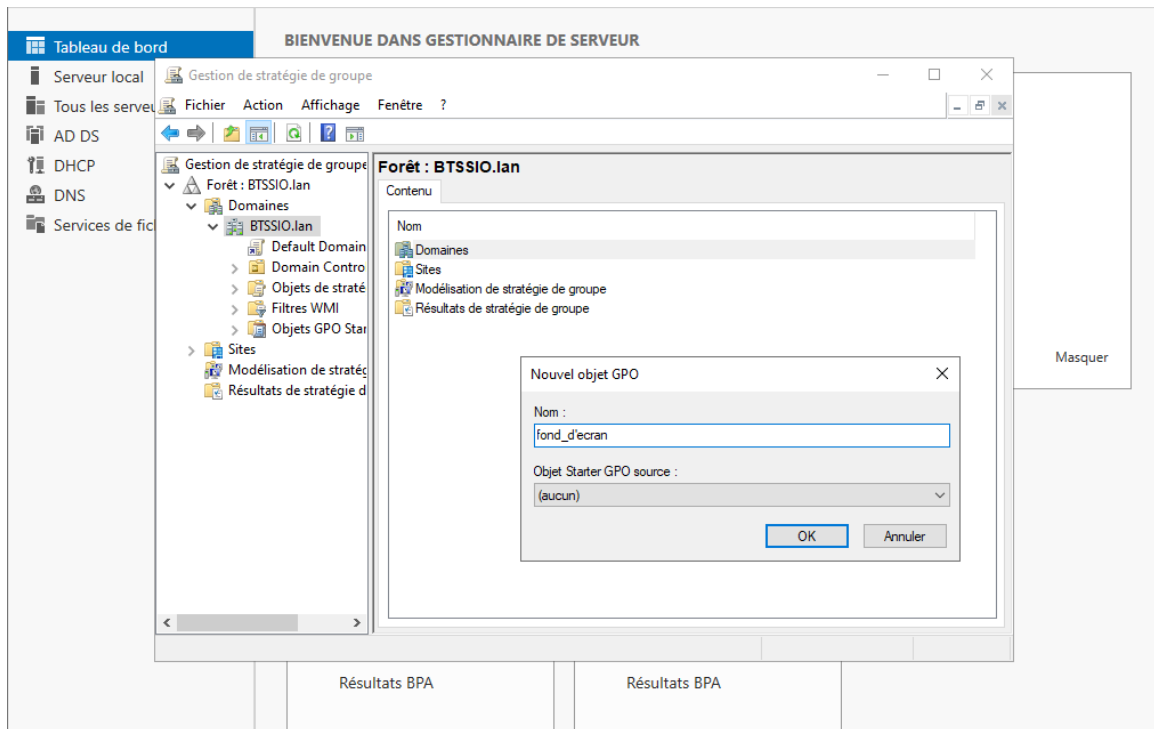 BIENVENUE DANS GESTIONNAIRE DE SERVEUR
Tableau de bord
Serveur local
Tous les serveu
AD DS
DHCP
DNS
Services de fic
Gestion de stratégie de groupe
Fichier Action Affichage Fenêtre ?
Gestion de stratégie de groupe
Forêt : BTSSIO.lan
Domaines
BTSSIO.lan
Default Domain
Domain Contro
Objets de straté
Filtres WMI
Objets GPO Star
Sites
Modélisation de stratég
Résultats de stratégie d
Forêt : BTSSIO.lan
Contenu
Nom
Domaines
Sites
Modélisation de stratégie de groupe
Résultats de stratégie de groupe
Nouvel objet GPO
Nom :
fond_d'ecran
Objet Starter GPO source :
(aucun)
OK Annuler
Masquer
Résultats BPA Résultats BPA